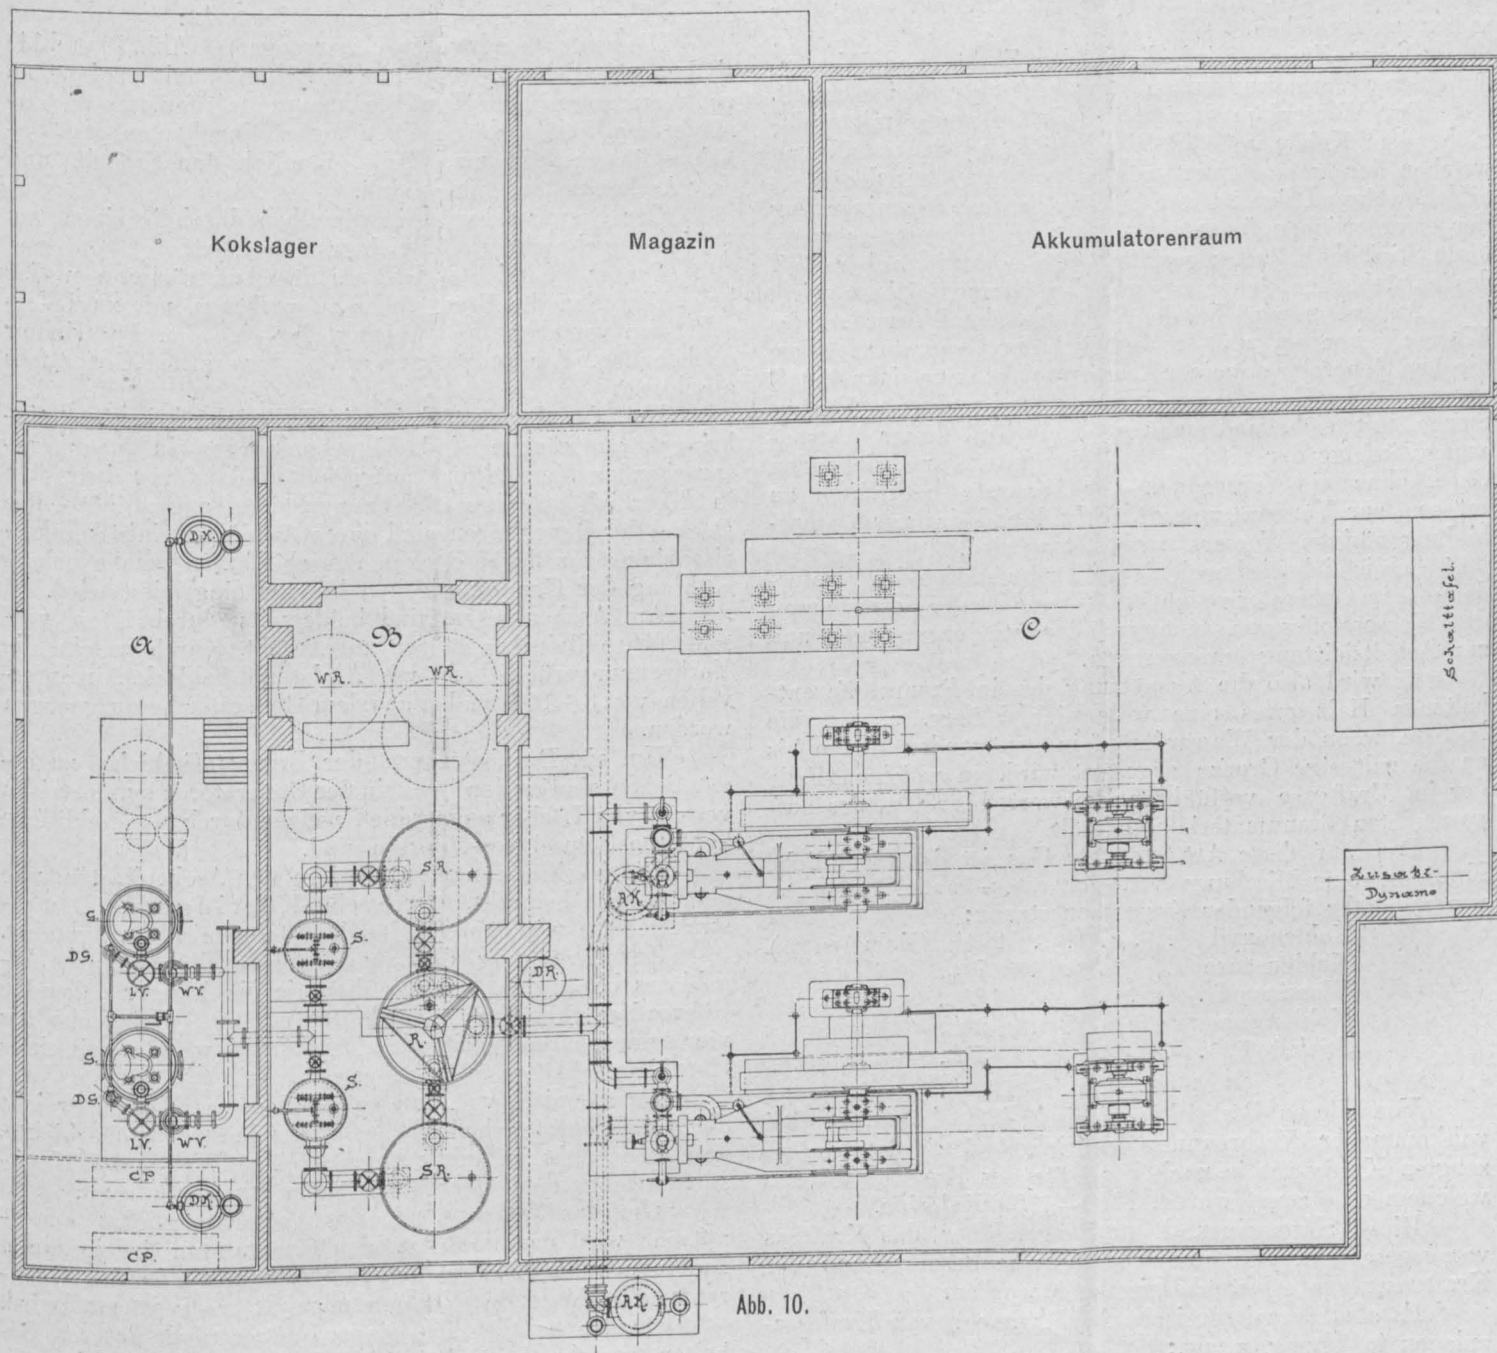 Kokslager
Magazin
Akkumulatorenraum
D.K.
A
B
C
W.R.
W.R.
Schalttafel.
S.
S.R.
Zusatz-
Dynamo
A.K.
S.
D.S.
L.V.
W.V.
D.R.
R.
S.
S.
D.S.
L.V.
W.V.
C.P.
S.R.
D.K.
C.P.
A.K.
Abb. 10.